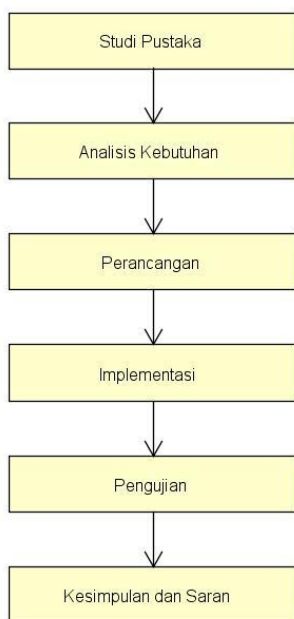 Studi Pustaka
Analisis Kebutuhan
Perancangan
Implementasi
Pengujian
Kesimpulan dan Saran